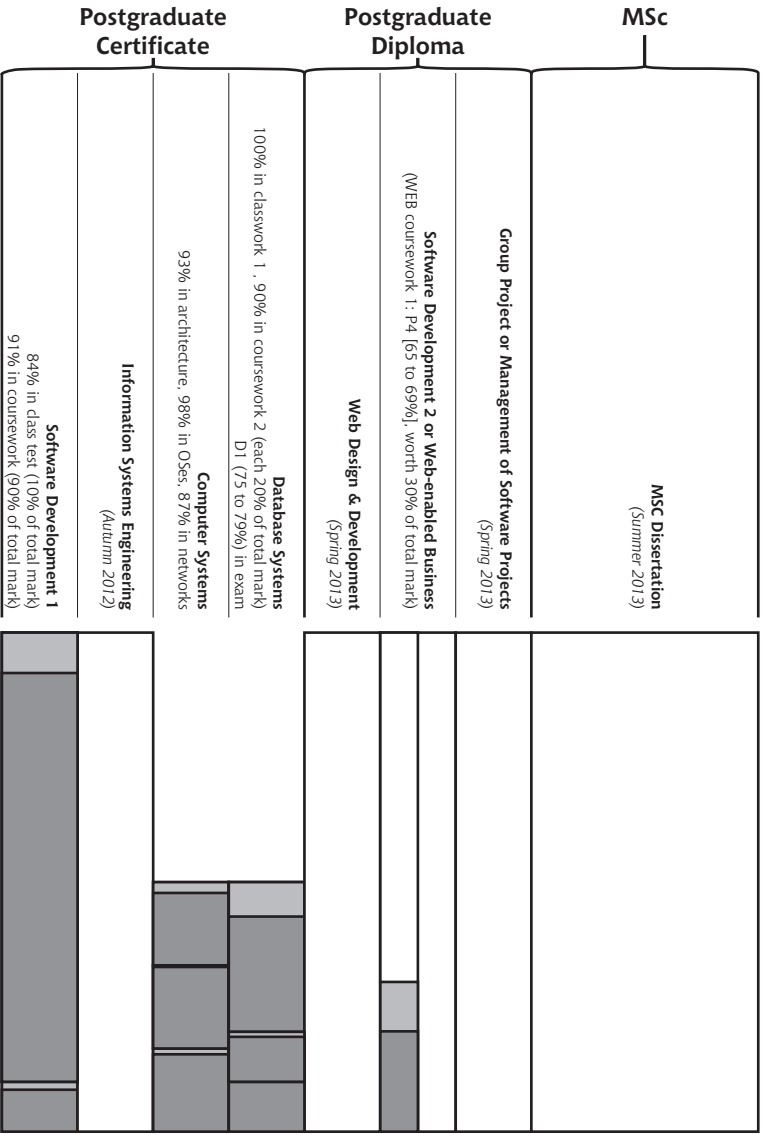 Postgraduate
Certificate
Postgraduate
Diploma
MSc
MSC Dissertation
(Summer 2013)
Group Project or Management of Software Projects
(Spring 2013)
Software Development 2 or Web-enabled Business
(WEB coursework 1: P4 [65 to 69%], worth 30% of total mark)
Web Design & Development
(Spring 2013)
Database Systems
100% in classwork 1 , 90% in coursework 2 (each 20% of total mark)
D1 (75 to 79%) in exam
Computer Systems
93% in architecture, 98% in OSes, 87% in networks
Information Systems Engineering
(Autumn 2012)
Software Development 1
84% in class test (10% of total mark)
91% in coursework (90% of total mark)